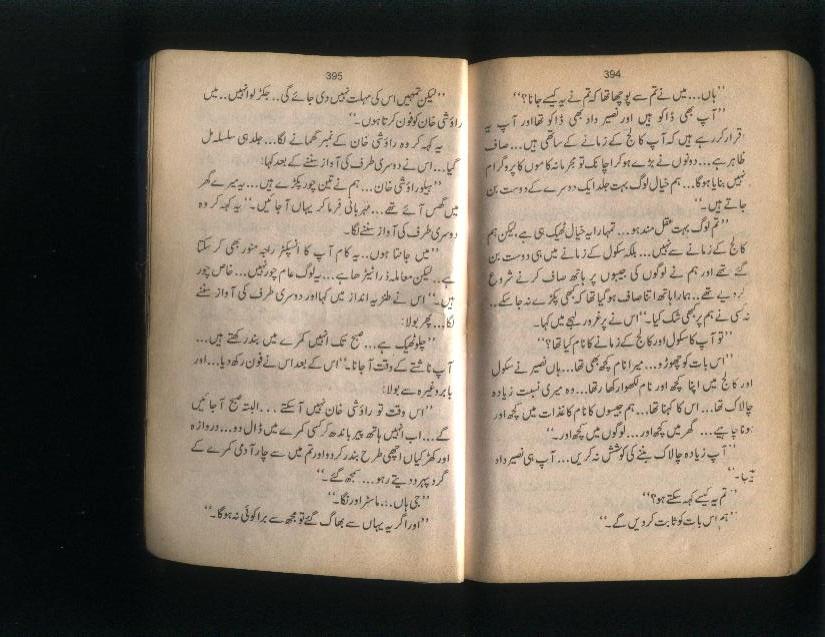 394
’’ہاں... میں نے تم سے پوچھا تھا کہ تم نے یہ کیسے جانا؟‘‘
’’آپ بھی ڈاکو ہیں اور نصیر داد بھی ڈاکو تھا اور آپ یہ
اقرار کر رہے ہیں کہ آپ کالج کے زمانے کے ساتھی ہیں... صاف
ظاہر ہے... دونوں نے بڑے ہو کر اچانک تو مجرمانہ کاموں کا پروگرام
نہیں بنایا ہوگا... ہم خیال لوگ بہت جلد ایک دوسرے کے دوست بن
جاتے ہیں۔‘‘
’’تم لوگ بہت عقل مند ہو... تمہارا یہ خیال ٹھیک ہی ہے، لیکن ہم
کالج کے زمانے سے نہیں... بلکہ سکول کے زمانے میں ہی دوست بن
گئے تھے اور ہم نے لوگوں کی جیبوں پر ہاتھ صاف کرنے شروع
کر دیے تھے.. ہمارا ہاتھ اتنا صاف ہو گیا تھا کہ کبھی پکڑے نہ جا سکے..
نہ کسی نے ہم پر کبھی شک کیا۔‘‘ اس نے پر غرور لہجے میں کہا۔
’’تو آپ کا سکول اور کالج کے زمانے کا نام کیا تھا؟‘‘
’’اس بات کو چھوڑو... میرا نام کچھ بھی تھا... ہاں نصیر نے سکول
اور کالج میں اپنا کچھ اور نام لکھوا رکھا تھا... وہ میری نسبت زیادہ
چالاک تھا... اس کا کہنا تھا... ہم جیسوں کا نام کاغذات میں کچھ اور
ہونا چاہیے... گھر میں کچھ اور... لوگوں میں کچھ اور۔‘‘
’’آپ زیادہ چالاک بننے کی کوشش نہ کریں... آپ ہی نصیر داد
ہیں۔‘‘
’’تم یہ کیسے کہہ سکتے ہو؟‘‘
’’ہم اس بات کو ثابت کر دیں گے۔‘‘
395
’’لیکن تمہیں اس کی مہلت نہیں دی جائے گی.. جکڑ لو انہیں.. میں
راؤشی خان کو فون کرتا ہوں۔‘‘
یہ کہہ کر وہ راؤشی خان کے نمبر گھمانے لگا... جلد ہی سلسلہ مل
گیا... اس نے دوسری طرف کی آواز سننے کے بعد کہا:
’’ہیلو راؤشی خان... ہم نے تین چور پکڑے ہیں... یہ میرے گھر
میں گھس آئے تھے... مہربانی فرما کر یہاں آ جائیں۔‘‘ یہ کہہ کر وہ
دوسری طرف کی آواز سننے لگا۔
’’میں جانتا ہوں.. یہ کام آپ کا انسپکٹر راجہ منور بھی کر سکتا
ہے.. لیکن معاملہ ذرا ٹیڑھا ہے... یہ لوگ عام چور نہیں... خاص چور
ہیں۔‘‘ اس نے طنزیہ انداز میں کہا اور دوسری طرف کی آواز سننے
لگا... پھر بولا:
’’چلو ٹھیک ہے... صبح تک انہیں کمرے میں بند رکھتے ہیں...
آپ ناشتے کے وقت آ جانا۔‘‘ اس کے بعد اس نے فون رکھ دیا... اور
بابر وغیرہ سے بولا:
’’اس وقت تو راؤشی خان نہیں آ سکتے... البتہ صبح آ جائیں
گے... اب انہیں ہاتھ پیر باندھ کر کسی کمرے میں ڈال دو... دروازہ
اور کھڑکیاں اچھی طرح بند کر دو اور تم میں سے چار آدمی کمرے کے
گرد پہرہ دیتے رہو... سمجھ گئے۔‘‘
’’جی ہاں... ماسٹر اورنگا۔‘‘
’’اور اگر یہ یہاں سے بھاگ گئے تو مجھ سے برا کوئی نہ ہوگا۔‘‘